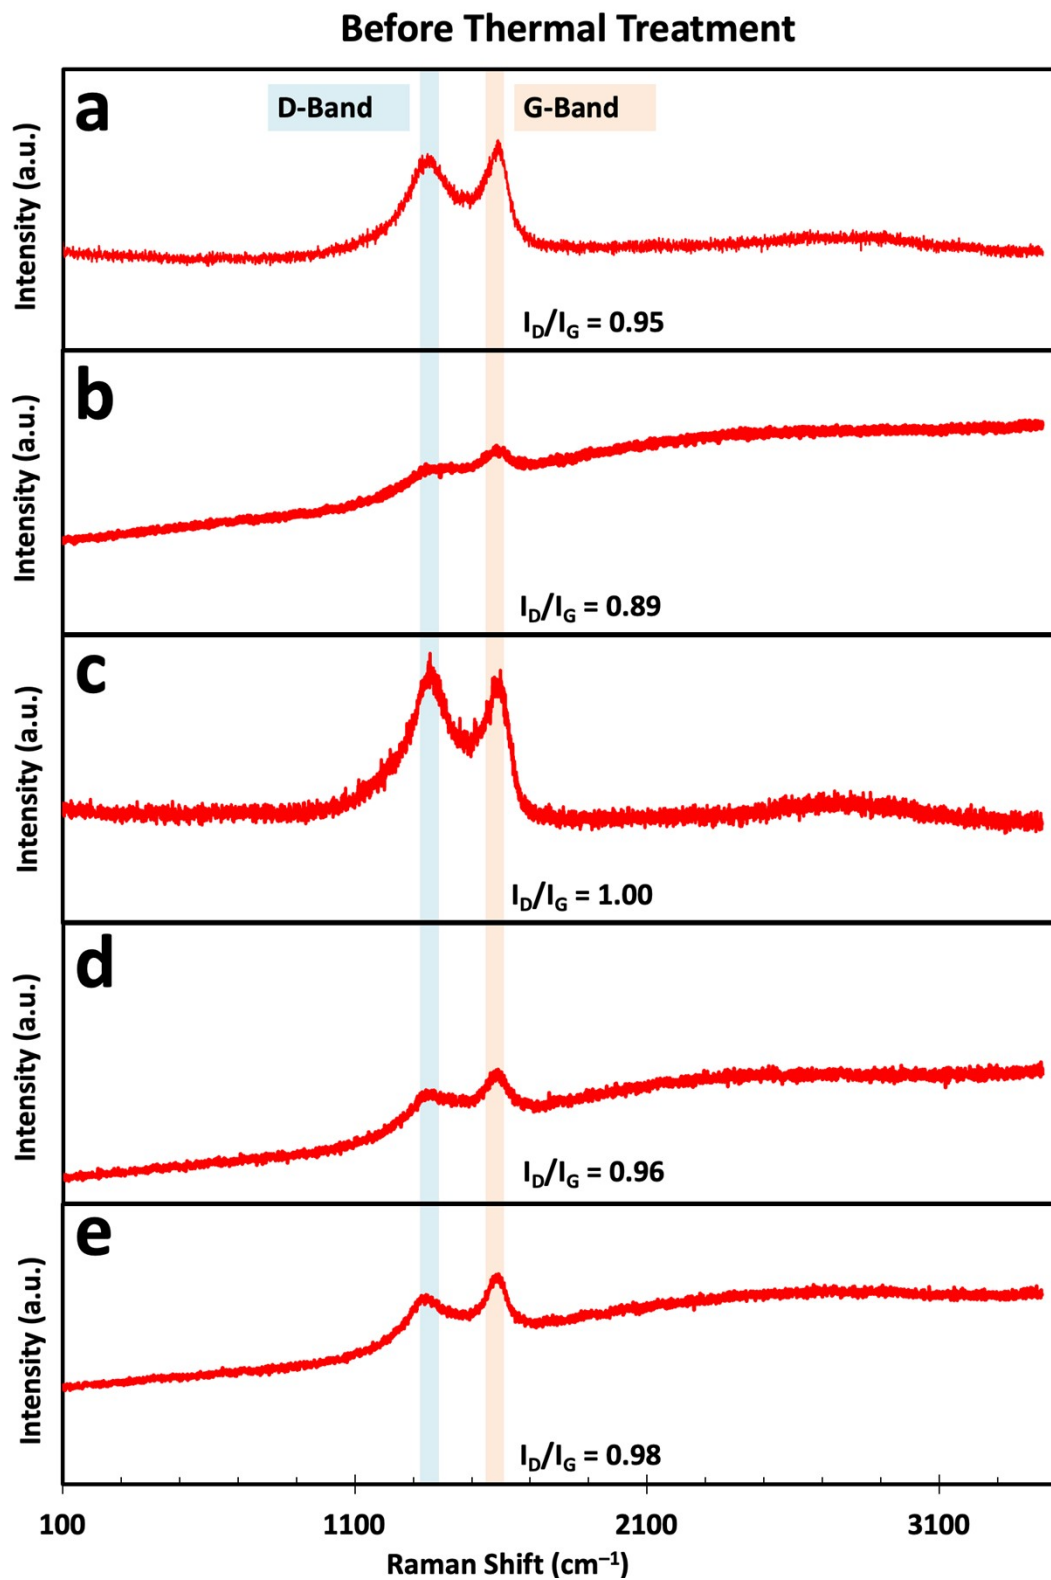 Before Thermal Treatment
a
D-Band
G-Band
Intensity (a.u.)
I_D/I_G = 0.95
b
Intensity (a.u.)
I_D/I_G = 0.89
c
Intensity (a.u.)
I_D/I_G = 1.00
d
Intensity (a.u.)
I_D/I_G = 0.96
e
Intensity (a.u.)
I_D/I_G = 0.98
100 1100 2100 3100
Raman Shift (cm⁻¹)